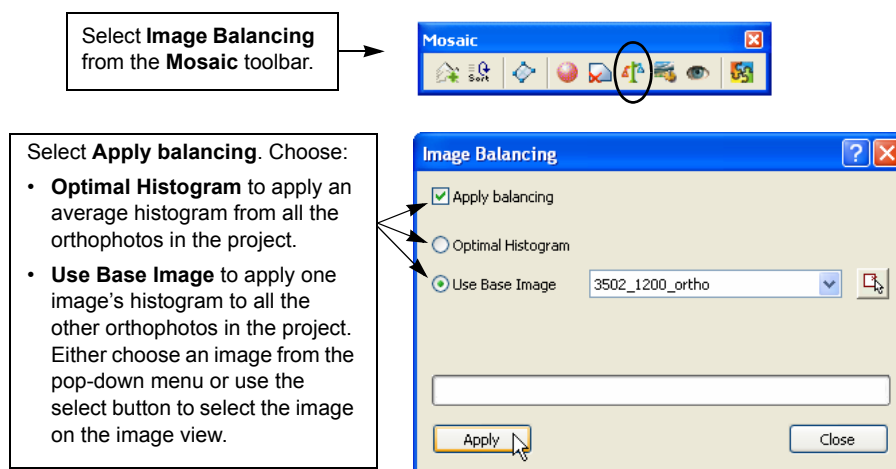 Select Image Balancing
from the Mosaic toolbar.
Mosaic
Sort
Select Apply balancing. Choose:
• Optimal Histogram to apply an
average histogram from all the
orthophotos in the project.
• Use Base Image to apply one
image's histogram to all the
other orthophotos in the project.
Either choose an image from the
pop-down menu or use the
select button to select the image
on the image view.
Image Balancing
?
Apply balancing
Optimal Histogram
Use Base Image 3502_1200_ortho
Apply Close